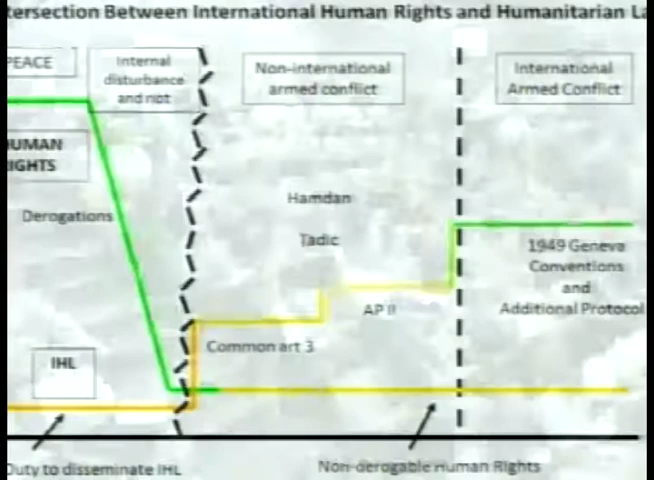 tersection Between International Human Rights and Humanitarian La
PEACE
Internal
disturbance
and riot
Non-international
armed conflict
International
Armed Conflict
UMAN
IGHTS
Derogations
Hamdan
Tadic
1949 Geneva
Conventions
and
Additional Protocol
AP II
Common art 3
IHL
Duty to disseminate IHL
Non-derogable Human Rights